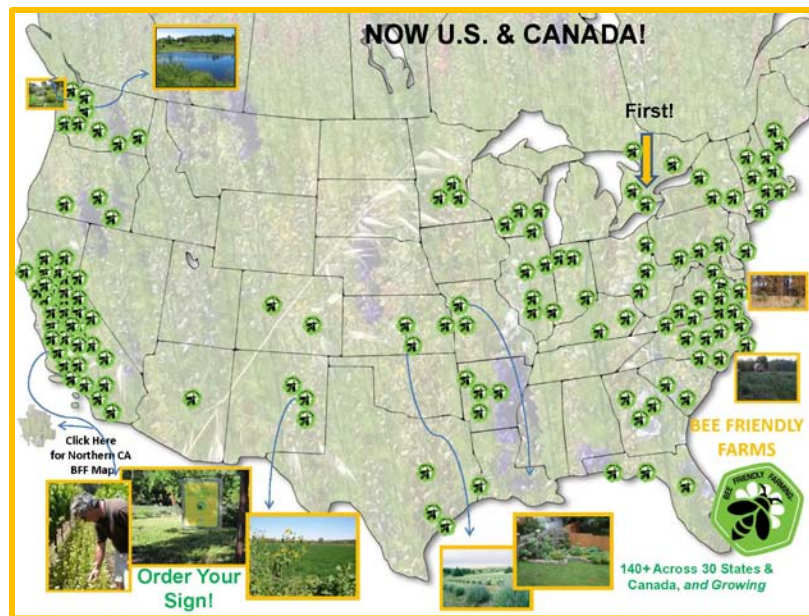 NOW U.S. & CANADA!
First!
Click Here
for Northern CA
BFF Map
BEE FRIENDLY
FARMS
BEE FRIENDLY FARMING
Order Your
Sign!
140+ Across 30 States &
Canada, and Growing